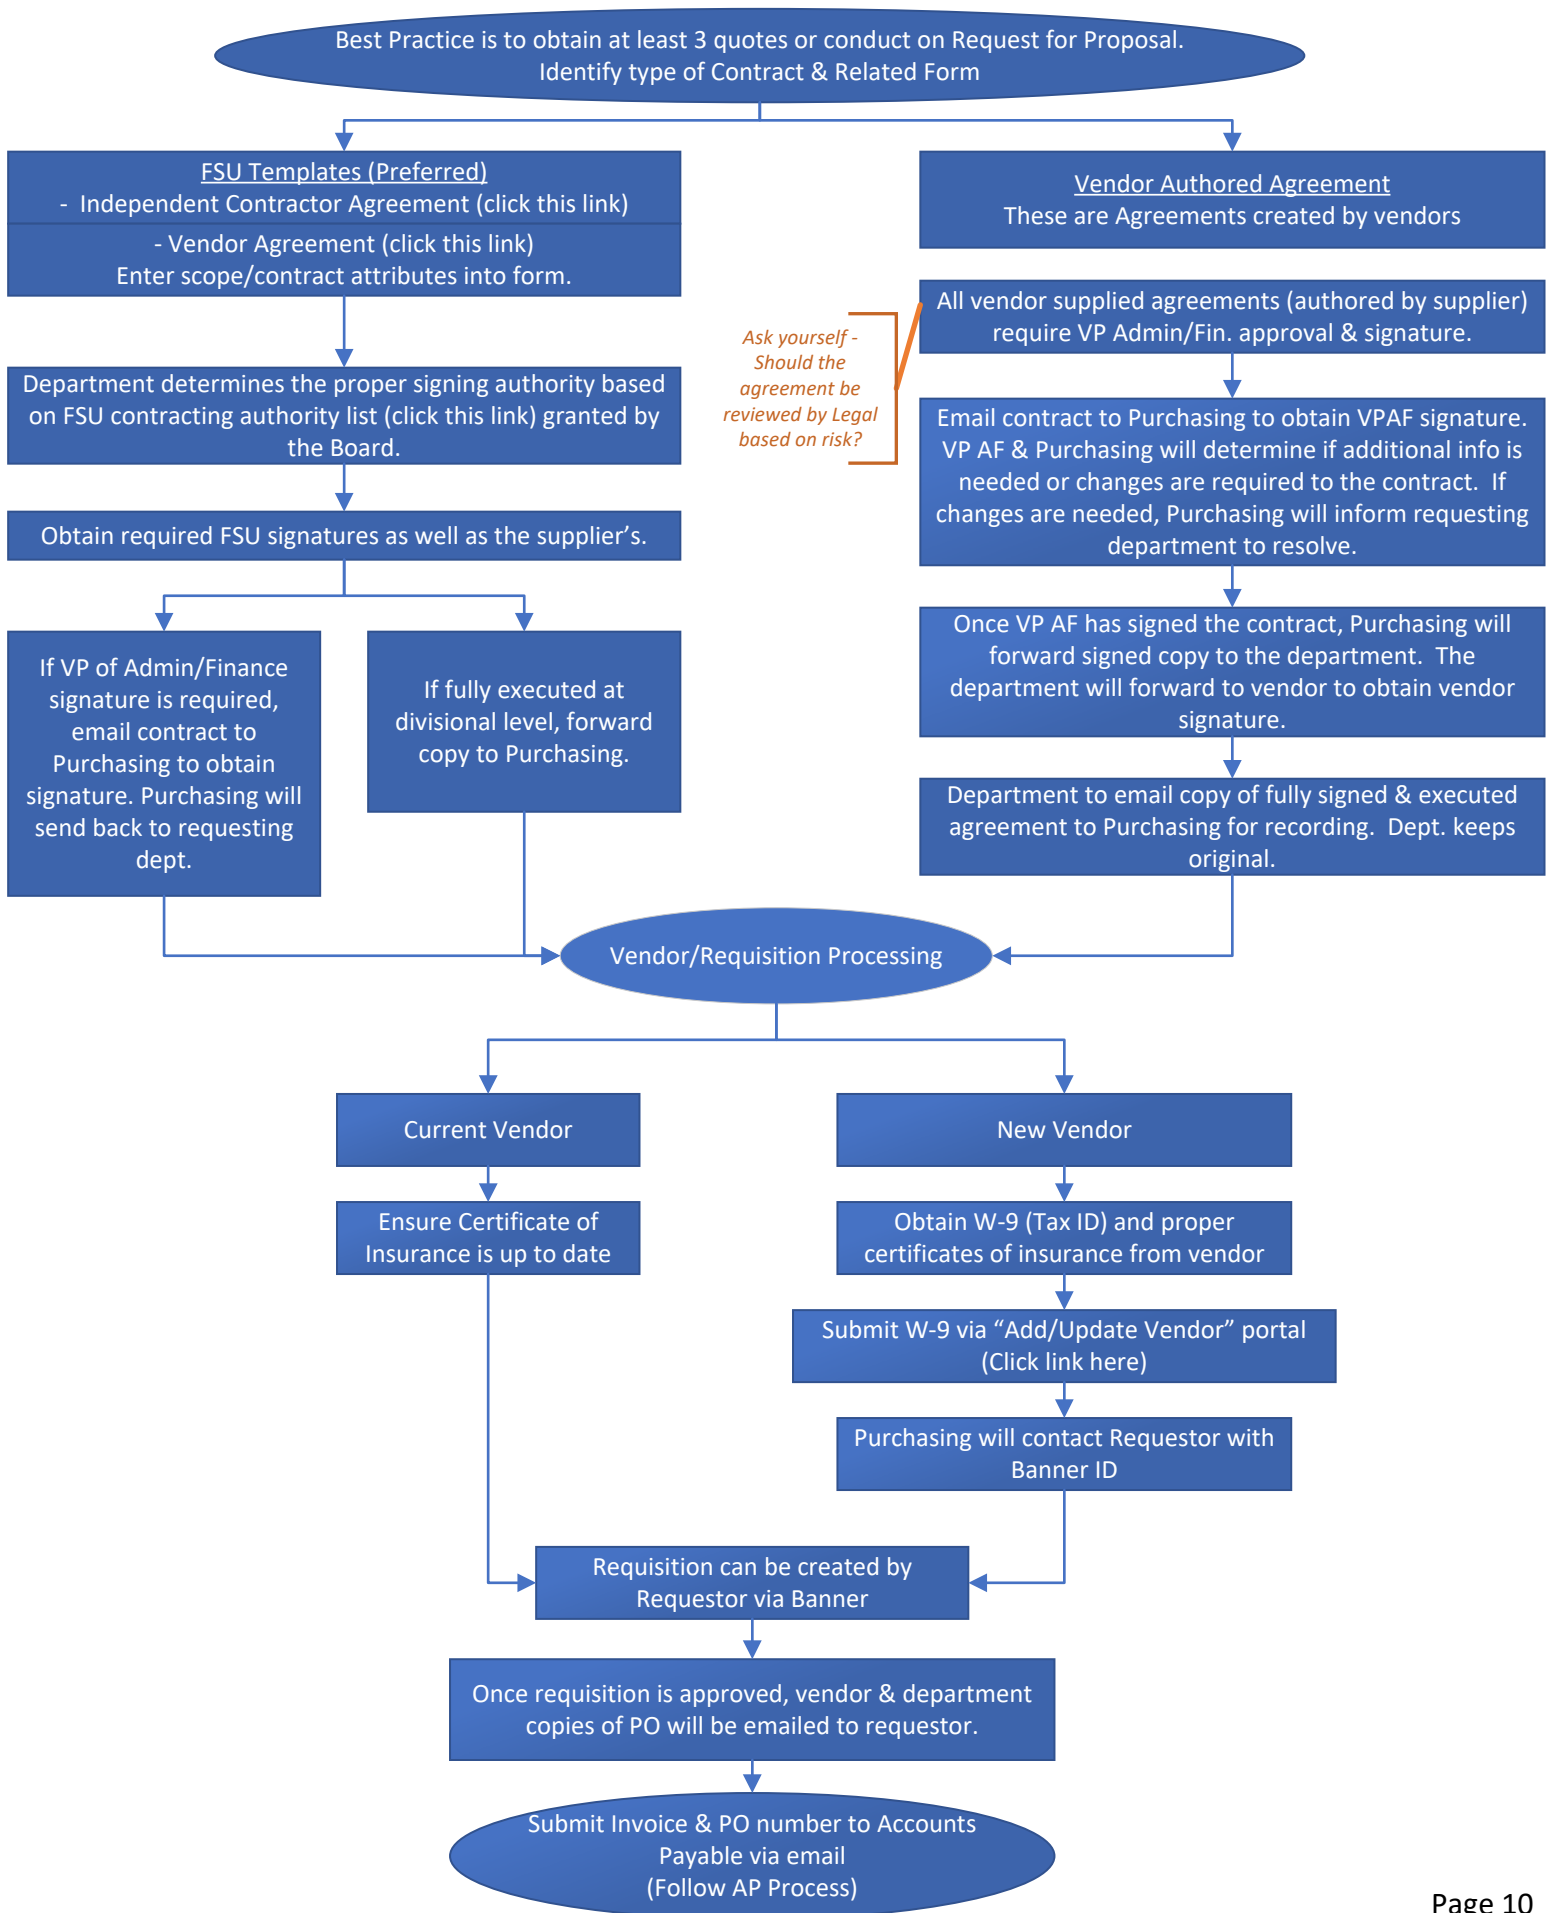 Best Practice is to obtain at least 3 quotes or conduct on Request for Proposal.
Identify type of Contract & Related Form
FSU Templates (Preferred)
- Independent Contractor Agreement (click this link)
- Vendor Agreement (click this link)
Enter scope/contract attributes into form.
Department determines the proper signing authority based
on FSU contracting authority list (click this link) granted by
the Board.
Obtain required FSU signatures as well as the supplier's.
If VP of Admin/Finance
signature is required,
email contract to
Purchasing to obtain
signature. Purchasing will
send back to requesting
dept.
If fully executed at
divisional level, forward
copy to Purchasing.
Vendor Authored Agreement
These are Agreements created by vendors
All vendor supplied agreements (authored by supplier)
require VP Admin/Fin. approval & signature.
Ask yourself -
Should the
agreement be
reviewed by Legal
based on risk?
Email contract to Purchasing to obtain VPAF signature.
VP AF & Purchasing will determine if additional info is
needed or changes are required to the contract. If
changes are needed, Purchasing will inform requesting
department to resolve.
Once VP AF has signed the contract, Purchasing will
forward signed copy to the department. The
department will forward to vendor to obtain vendor
signature.
Department to email copy of fully signed & executed
agreement to Purchasing for recording. Dept. keeps
original.
Vendor/Requisition Processing
Current Vendor
Ensure Certificate of
Insurance is up to date
New Vendor
Obtain W-9 (Tax ID) and proper
certificates of insurance from vendor
Submit W-9 via “Add/Update Vendor” portal
(Click link here)
Purchasing will contact Requestor with
Banner ID
Requisition can be created by
Requestor via Banner
Once requisition is approved, vendor & department
copies of PO will be emailed to requestor.
Submit Invoice & PO number to Accounts
Payable via email
(Follow AP Process)
Page 10